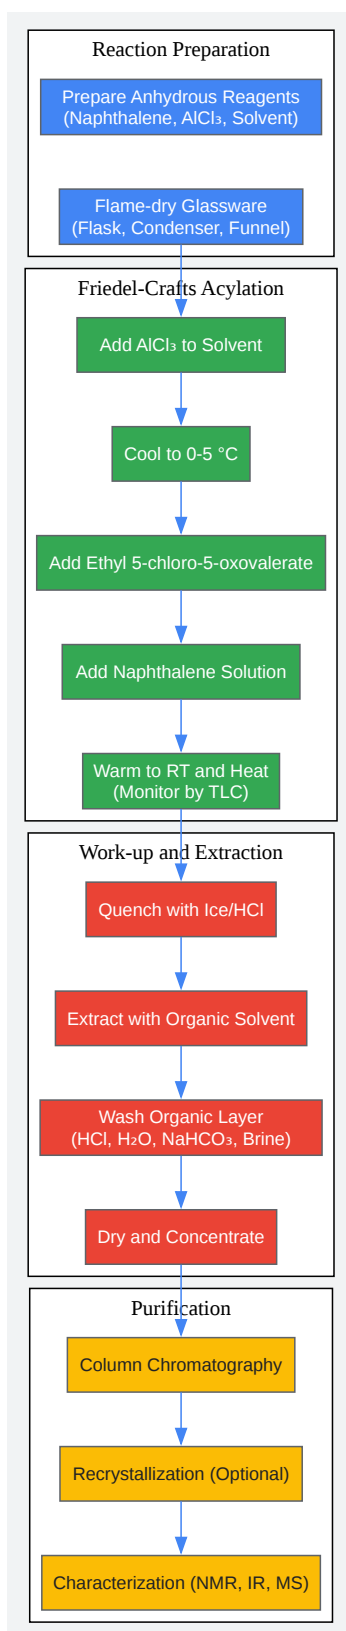 Reaction Preparation
Prepare Anhydrous Reagents
(Naphthalene, AlCl₃, Solvent)
Flame-dry Glassware
(Flask, Condenser, Funnel)
Friedel-Crafts Acylation
Add AlCl₃ to Solvent
Cool to 0-5 °C
Add Ethyl 5-chloro-5-oxovalerate
Add Naphthalene Solution
Warm to RT and Heat
(Monitor by TLC)
Work-up and Extraction
Quench with Ice/HCl
Extract with Organic Solvent
Wash Organic Layer
(HCl, H₂O, NaHCO₃, Brine)
Dry and Concentrate
Purification
Column Chromatography
Recrystallization (Optional)
Characterization (NMR, IR, MS)